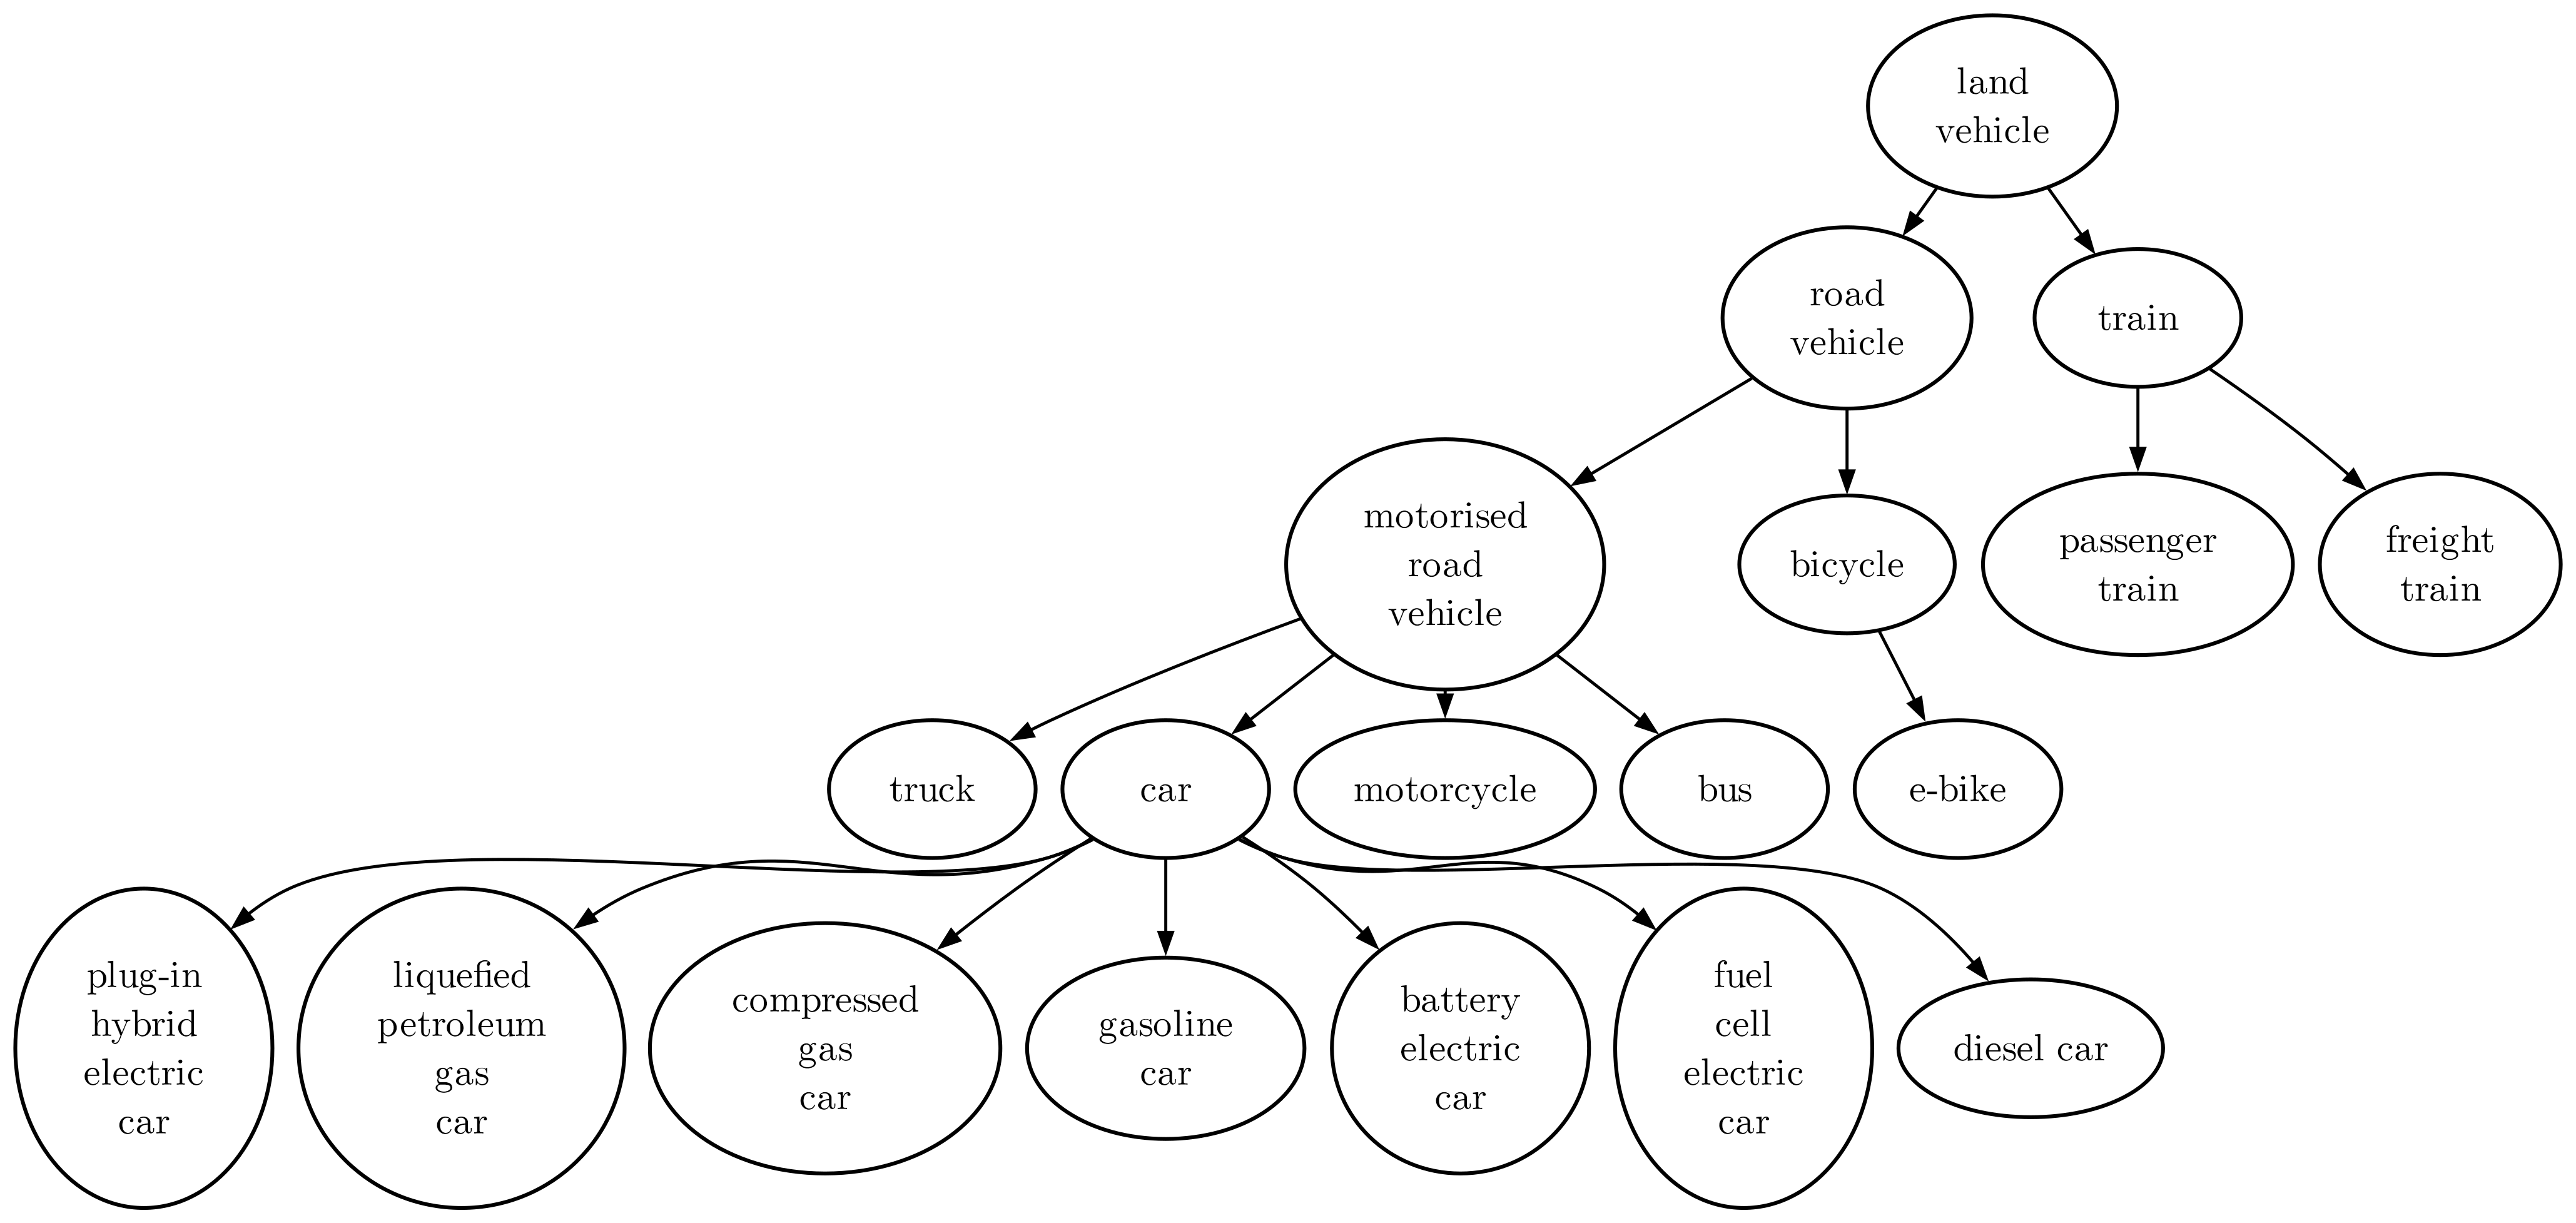 land
vehicle
road
vehicle
train
motorised
road
vehicle
bicycle
passenger
train
freight
train
truck
car
motorcycle
bus
e-bike
plug-in
hybrid
electric
car
liquefied
petroleum
gas
car
compressed
gas
car
gasoline
car
battery
electric
car
fuel
cell
electric
car
diesel car